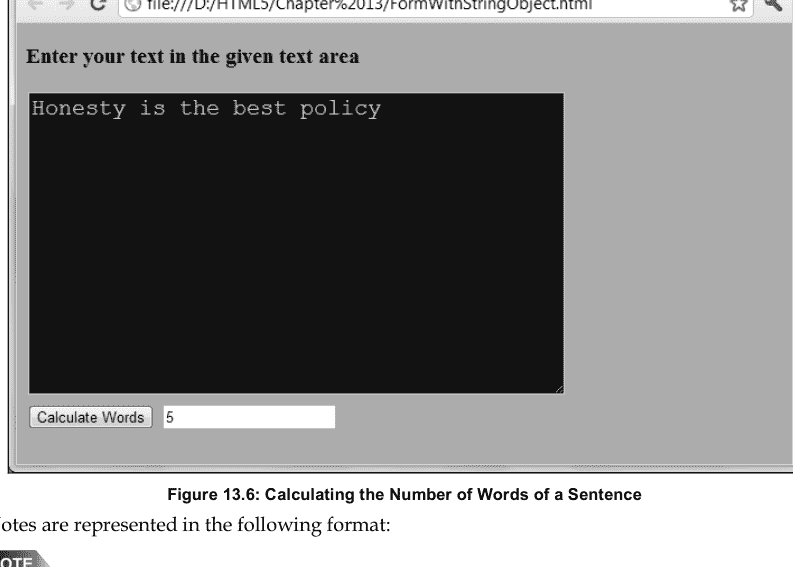 file:///D:/HTML5/Chapter%2013/FormWithStringObject.html
Enter your text in the given text area
Honesty is the best policy
Calculate Words 5
Figure 13.6: Calculating the Number of Words of a Sentence
otes are represented in the following format:
OTE